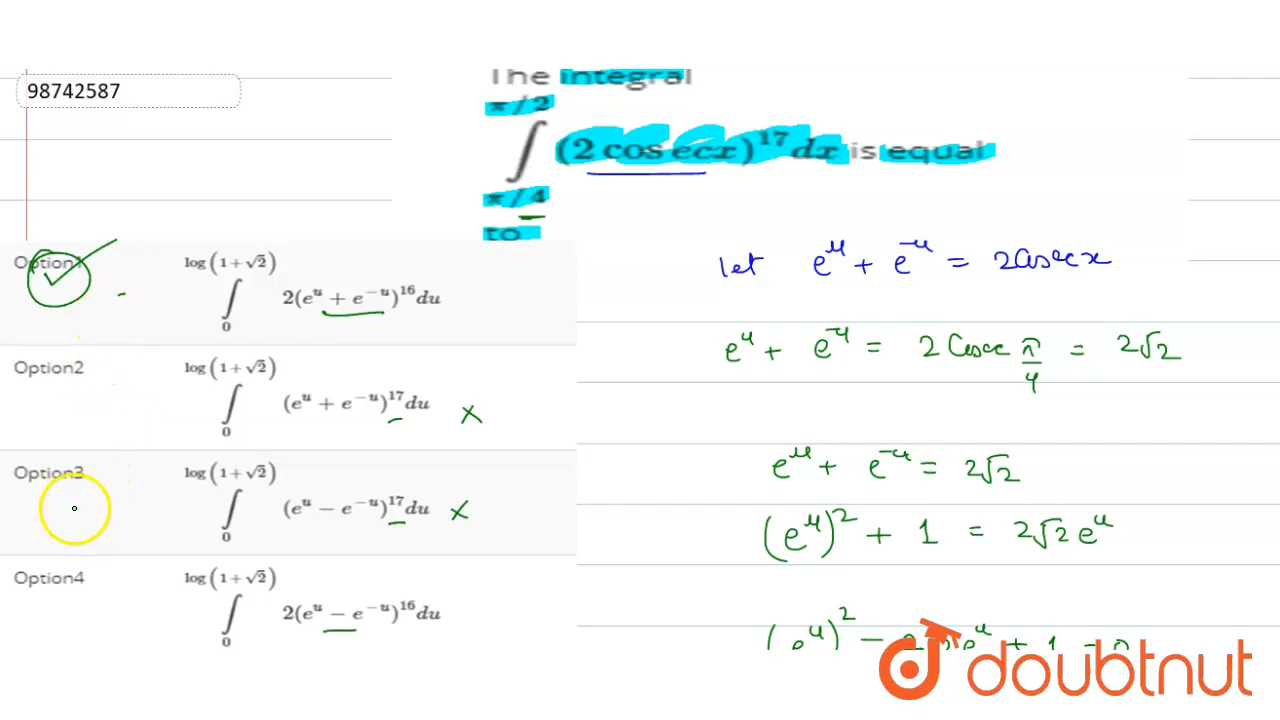 98742587
The integral
π/2
∫ (2 cosecx)^17 dx is equal
π/4
to
Option1
log(1+√2)
∫ 2(e^u + e^-u)^16 du
0
Option2
log(1+√2)
∫ (e^u + e^-u)^17 du
0
×
Option3
log(1+√2)
∫ (e^u − e^-u)^17 du
0
×
Option4
log(1+√2)
∫ 2(e^u − e^-u)^16 du
0
let e^u + e^-u = 2cosec x
e^u + e^-u = 2 cosec π/4 = 2√2
e^u + e^-u = 2√2
(e^u)^2 + 1 = 2√2 e^u
doubtnut